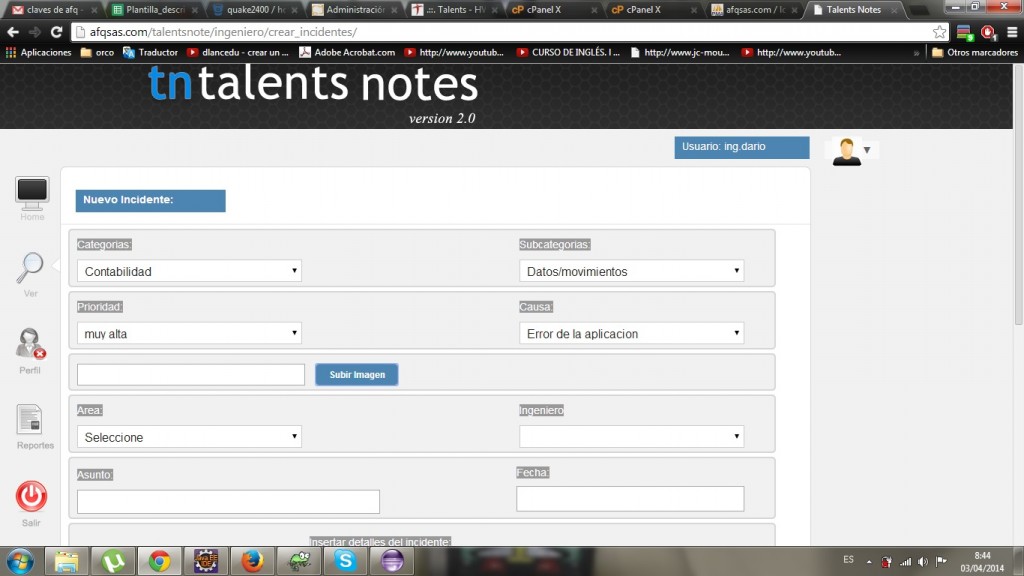 claves de afq -
Plantilla_descr
quake2400 / ho
Administración
.::. Talents - HV
cPanel X
cPanel X
afqsas.com / lo
Talents Notes
afqsas.com/talentsnote/ingeniero/crear_incidentes/
Aplicaciones
orco
Traductor
dlancedu - crear un ...
Adobe Acrobat.com
http://www.youtub...
CURSO DE INGLÉS. I ...
http://www.jc-mou...
http://www.youtub...
»
Otros marcadores
tn talents notes
version 2.0
Usuario: ing.dario
Home
Ver
Perfil
Reportes
Salir
Nuevo Incidente:
Categorias: Subcategorias:
Contabilidad Datos/movimientos
Prioridad: Causa:
muy alta Error de la aplicacion
Subir Imagen
Area: Ingeniero
Seleccione
Asunto: Fecha:
Insertar detalles del incidente:
ES
8:44
03/04/2014